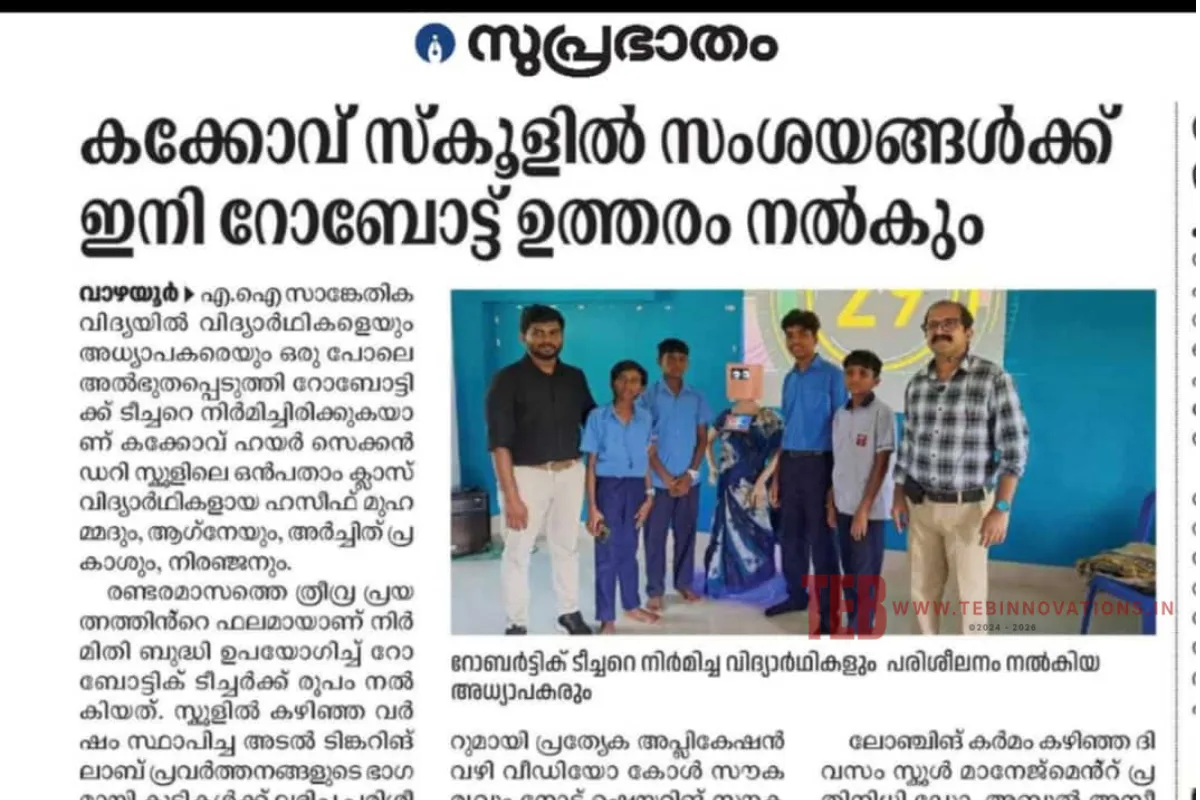 സുപ്രഭാതം
കക്കോവ് സ്കൂളിൽ സംശയങ്ങൾക്ക്
ഇനി റോബോട്ട് ഉത്തരം നൽകും
വാഴയൂർ ▶ എ.ഐ സാങ്കേതിക
വിദ്യയിൽ വിദ്യാർഥികളെയും
അധ്യാപകരെയും ഒരു പോലെ
അൽഭുതപ്പെടുത്തി റോബോട്ടി
ക്ക് ടീച്ചറെ നിർമിച്ചിരിക്കുകയാ
ണ് കക്കോവ് ഹയർ സെക്കൻ
ഡറി സ്കൂളിലെ ഒൻപതാം ക്ലാസ്
വിദ്യാർഥികളായ ഹസീഫ് മുഹ
മ്മദും, ആഗ്നേയും, അർച്ചിത് പ്ര
കാശും, നിരഞ്ജനും.
രണ്ടരമാസത്തെ തീവ്ര പ്രയ
ത്നത്തിൻറെ ഫലമായാണ് നിർ
മിതി ബുദ്ധി ഉപയോഗിച്ച് റോ
ബോട്ടിക് ടീച്ചർക്ക് രൂപം നൽ
കിയത്. സ്കൂളിൽ കഴിഞ്ഞ വർ
ഷം സ്ഥാപിച്ച അടൽ ടിങ്കറിങ്
ലാബ് പ്രവർത്തനങ്ങളുടെ ഭാഗ
29
TEB WWW.TEBINNOVATIONS.IN
©2024 - 2026
റോബർട്ടിക് ടീച്ചറെ നിർമിച്ച വിദ്യാർഥികളും പരിശീലനം നൽകിയ
അധ്യാപകരും
റുമായി പ്രത്യേക അപ്ലികേഷൻ
വഴി വീഡിയോ കോൾ സൗക
ലോഞ്ചിങ് കർമം കഴിഞ്ഞ ദി
വസം സ്കൂൾ മാനേജ്മെൻറ് പ്ര